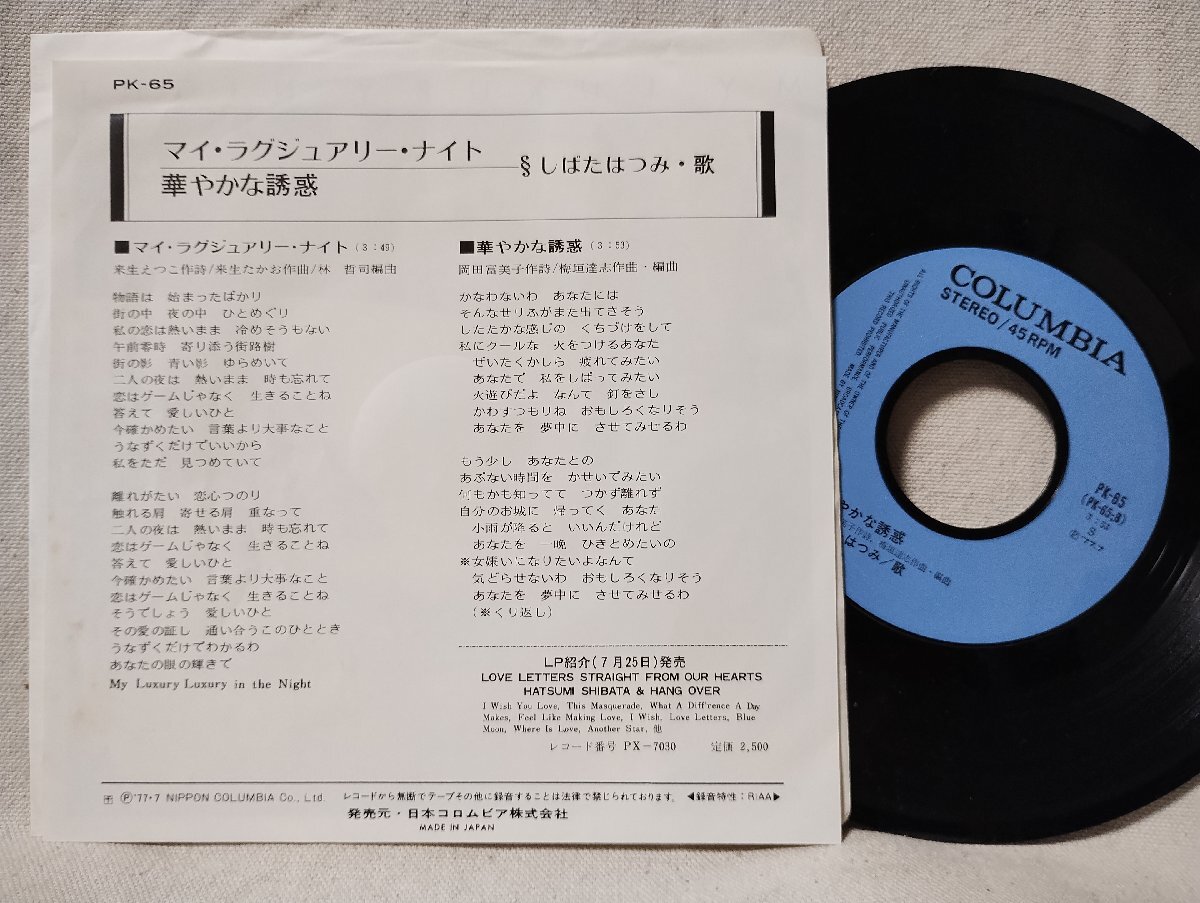 PK-65
マイ・ラグジュアリー・ナイト
華やかな誘惑
§しばたはつみ・歌
■マイ・ラグジュアリー・ナイト(3:49)
来生えつこ作詩/来生たかお作曲/林 哲司編曲
物語は 始まったばかり
街の中 夜の中 ひとめぐり
私の恋は熱いまま 冷めそうもない
午前零時 寄り添う街路樹
街の影 青い影 ゆらめいて
二人の夜は 熱いまま 時も忘れて
恋はゲームじゃなく 生きることね
答えて 愛しいひと
今確かめたい 言葉より大事なこと
うなずくだけでいいから
私をただ 見つめていて
離れがたい 恋心つのり
触れる肩 寄せる肩 重なって
二人の夜は 熱いまま 時も忘れて
恋はゲームじゃなく 生きることね
答えて 愛しいひと
今確かめたい 言葉より大事なこと
恋はゲームじゃなく 生きることね
そうでしょう 愛しいひと
その愛の証し 通い合うこのひととき
うなずくだけでわかるわ
あなたの眼の輝きで
My Luxury Luxury in the Night
■華やかな誘惑(3:53)
岡田冨美子作詩/梅垣達志作曲・編曲
かなわないわ あなたには
そんなせりふがまた出てきそう
したたかな感じの くちづけをして
私にクールな 火をつけるあなた
ぜいたくかしら 疲れてみたい
あなたで 私をしばってみたい
火遊びだよ なんて 釘をさし
かわすつもりね おもしろくなりそう
あなたを 夢中に させてみせるわ
もう少し あなたとの
あぶない時間を かせいでみたい
何もかも知ってて つかず離れず
自分のお城に 帰ってく あなた
小雨が降ると いいんだけれど
あなたを 一晩 ひきとめたいの
※女嫌いになりたいよなんて
気どらせないわ おもしろくなりそう
あなたを 夢中に させてみせるわ
(※くり返し)
LP紹介(7月25日)発売
LOVE LETTERS STRAIGHT FROM OUR HEARTS
HATSUMI SHIBATA & HANG OVER
I Wish You Love, This Masquerade, What A Diff'rence A Day
Makes, Feel Like Making Love, I Wish, Love Letters, Blue
Moon, Where Is Love, Another Star, 他
レコード番号 PX-7030 定価 2,500
Ⓟ'77・7 NIPPON COLUMBIA Co., Ltd. レコードから無断でテープその他に録音することは法律で禁じられております。 ◀録音特性:RIAA▶
発売元・日本コロムビア株式会社
MADE IN JAPAN
COLUMBIA
STEREO/45RPM
PK-65
(PK-65:B)
3:53
S
Ⓟ'77.7
やかな誘惑
子作詩、梅垣達志作曲・編曲
はつみ/歌